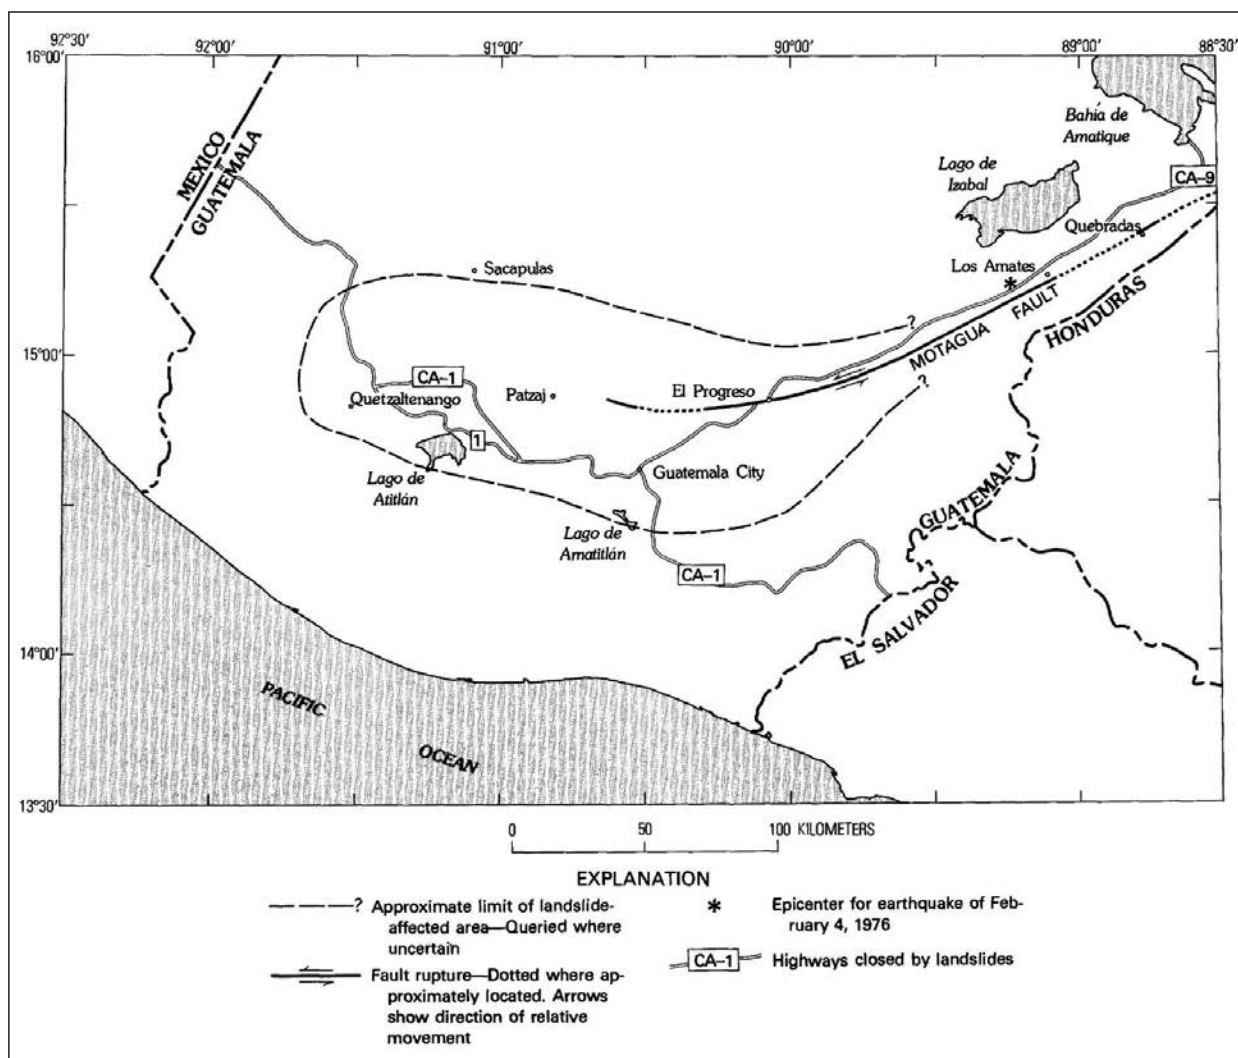 92°30'
92°00'
91°00'
90°00'
89°00'
88°30'
16°00'
MEXICO
GUATEMALA
Bahía de
Amatique
Lago de
Izabal
CA-9
Quebradas
Sacapulas
Los Amates
?
MOTAGUA FAULT
HONDURAS
15°00'
CA-1
Patzaj
El Progreso
?
Quetzaltenango
1
Lago de
Atitlán
Guatemala City
GUATEMALA
Lago de
Amatitlán
CA-1
EL SALVADOR
14°00'
PACIFIC
OCEAN
13°30'
0 50 100 KILOMETERS
EXPLANATION
? Approximate limit of landslide-
affected area—Queried where
uncertain
Fault rupture—Dotted where ap-
proximately located. Arrows
show direction of relative
movement
* Epicenter for earthquake of Feb-
ruary 4, 1976
CA-1 Highways closed by landslides